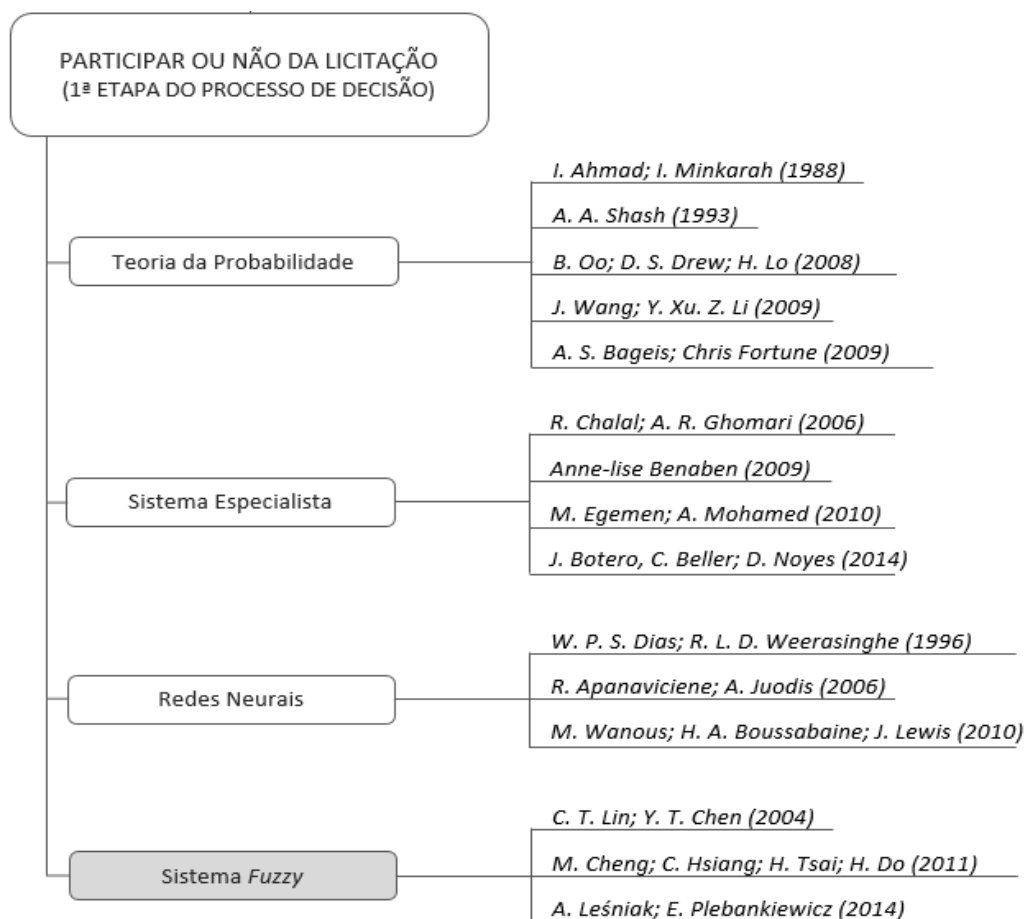 PARTICIPAR OU NÃO DA LICITAÇÃO
(1ª ETAPA DO PROCESSO DE DECISÃO)
Teoria da Probabilidade
I. Ahmad; I. Minkarah (1988)
A. A. Shash (1993)
B. Oo; D. S. Drew; H. Lo (2008)
J. Wang; Y. Xu. Z. Li (2009)
A. S. Bageis; Chris Fortune (2009)
Sistema Especialista
R. Chalal; A. R. Ghomari (2006)
Anne-lise Benaben (2009)
M. Egemen; A. Mohamed (2010)
J. Botero, C. Beller; D. Noyes (2014)
Redes Neurais
W. P. S. Dias; R. L. D. Weerasinghe (1996)
R. Apanaviciene; A. Juodis (2006)
M. Wanous; H. A. Boussabaine; J. Lewis (2010)
Sistema Fuzzy
C. T. Lin; Y. T. Chen (2004)
M. Cheng; C. Hsiang; H. Tsai; H. Do (2011)
A. Leśniak; E. Plebankiewicz (2014)